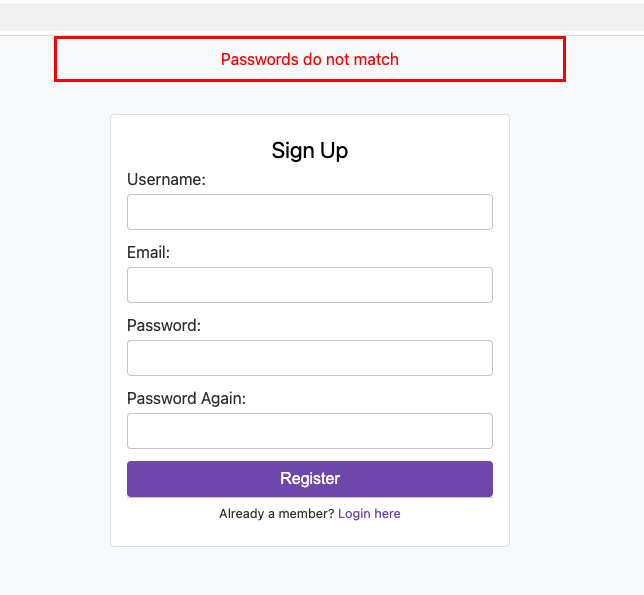 Passwords do not match
Sign Up
Username:
Email:
Password:
Password Again:
Register
Already a member? Login here